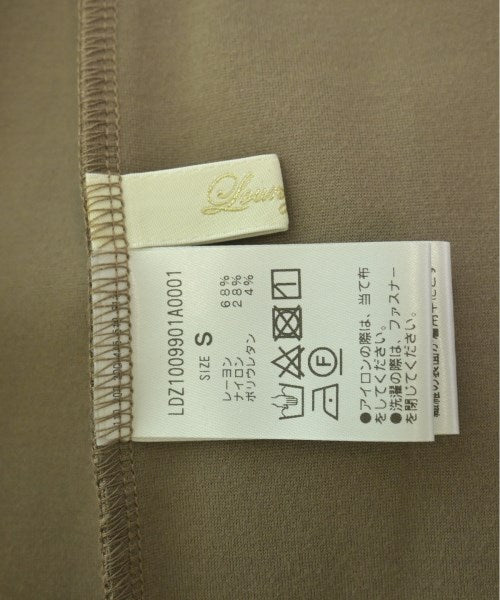 Loung
LDZ1009901A0001
SIZE S
レーヨン 68%
ナイロン 28%
ポリウレタン 24%
F
●アイロンの際は、当て布
をしてください。
●洗濯の際は、ファスナー
を閉じてください。